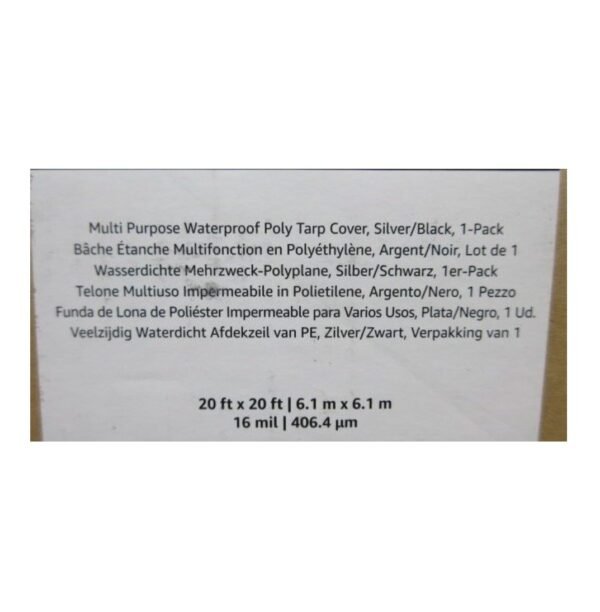 Multi Purpose Waterproof Poly Tarp Cover, Silver/Black, 1-Pack
Bâche Étanche Multifonction en Polyéthylène, Argent/Noir, Lot de 1
Wasserdichte Mehrzweck-Polyplane, Silber/Schwarz, 1er-Pack
Telone Multiuso Impermeabile in Polietilene, Argento/Nero, 1 Pezzo
Funda de Lona de Poliéster Impermeable para Varios Usos, Plata/Negro, 1 Ud.
Veelzijdig Waterdicht Afdekzeil van PE, Zilver/Zwart, Verpakking van 1
20 ft x 20 ft | 6.1 m x 6.1 m
16 mil | 406.4 µm